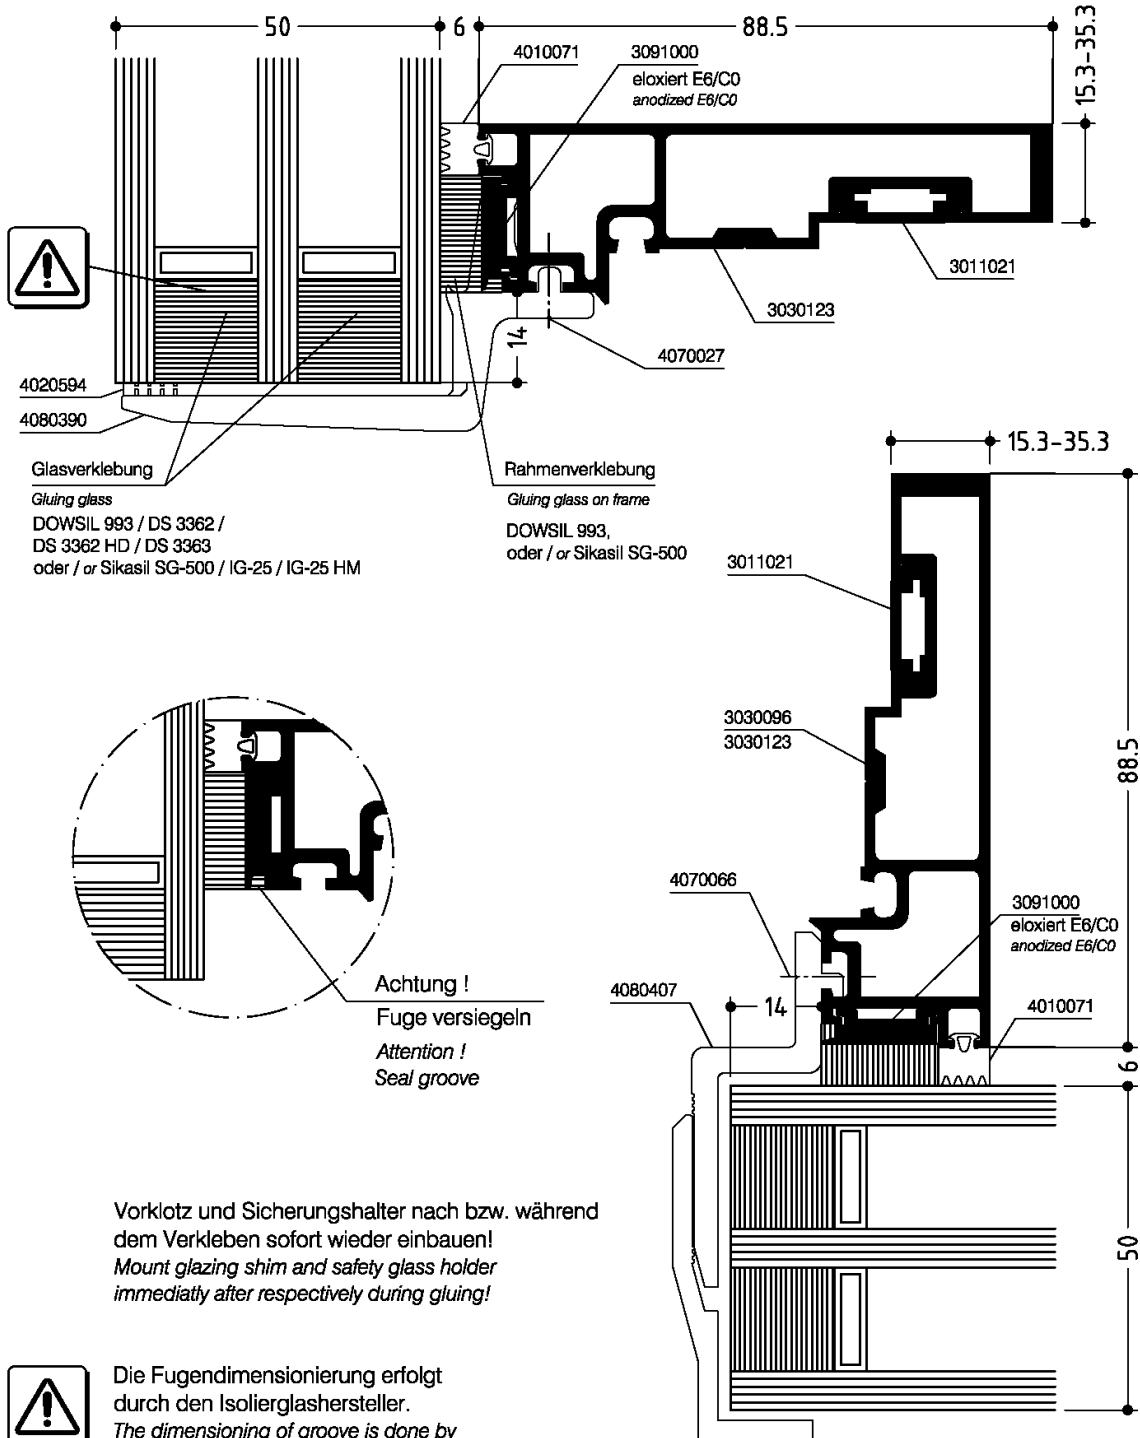 50
6
88.5
15.3-35.3
4010071
3091000
eloxiert E6/C0
anodized E6/C0
3011021
3030123
14
4070027
4020594
4080390
Glasverklebung
Gluing glass
DOWSIL 993 / DS 3362 /
DS 3362 HD / DS 3363
oder / or Sikasil SG-500 / IG-25 / IG-25 HM
Rahmenverklebung
Gluing glass on frame
DOWSIL 993,
oder / or Sikasil SG-500
15.3-35.3
3011021
3030096
3030123
88.5
4070066
3091000
eloxiert E6/C0
anodized E6/C0
4080407
14
4010071
6
50
Achtung !
Fuge versiegeln
Attention !
Seal groove
Vorklotz und Sicherungshalter nach bzw. während
dem Verkleben sofort wieder einbauen!
Mount glazing shim and safety glass holder
immediatly after respectively during gluing!
Die Fugendimensionierung erfolgt
durch den Isolierglashersteller.
The dimensioning of groove is done by